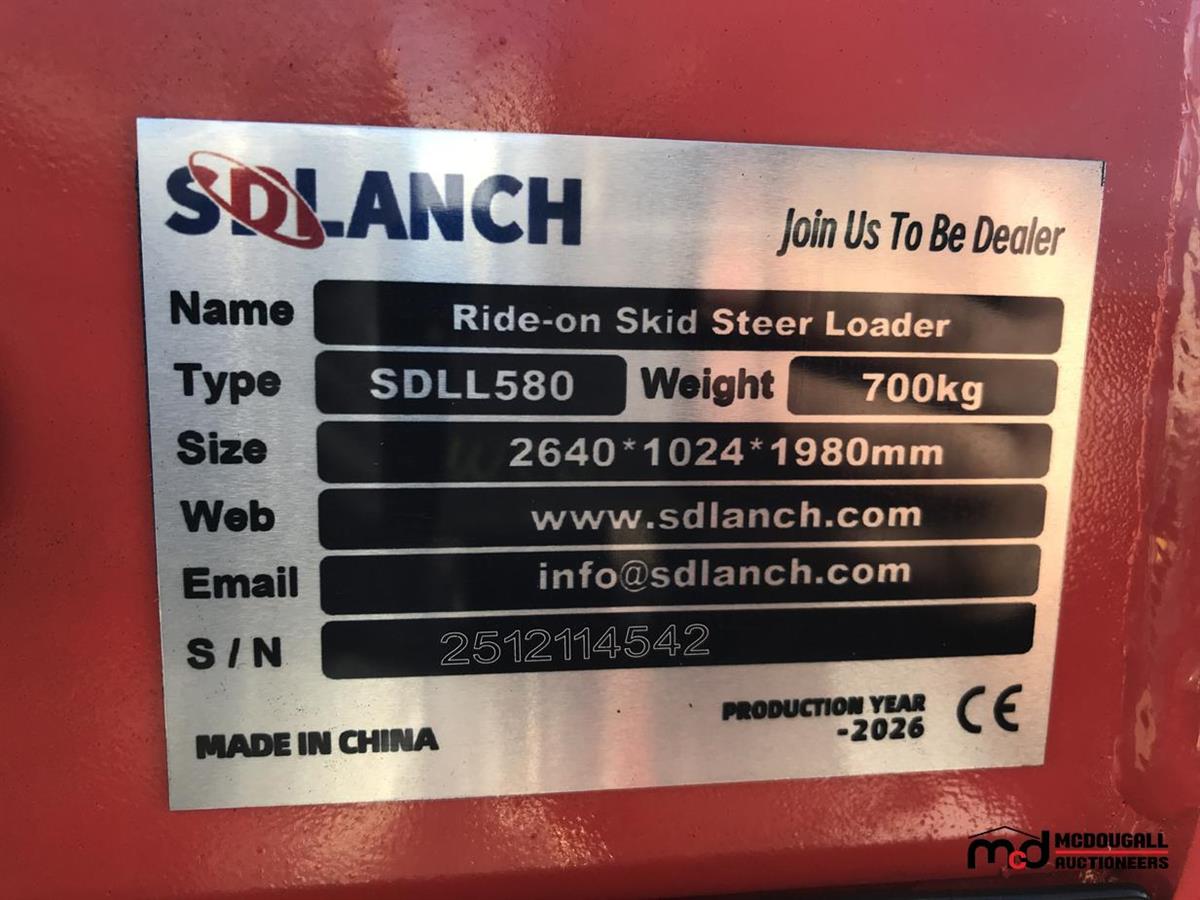 SDLANCH
Join Us To Be Dealer
Name Ride-on Skid Steer Loader
Type SDLL580 Weight 700kg
Size 2640*1024*1980mm
Web www.sdlanch.com
Email info@sdlanch.com
S/N 2512114542
MADE IN CHINA
PRODUCTION YEAR
-2026
CE
mcd MCDOUGALL
AUCTIONEERS